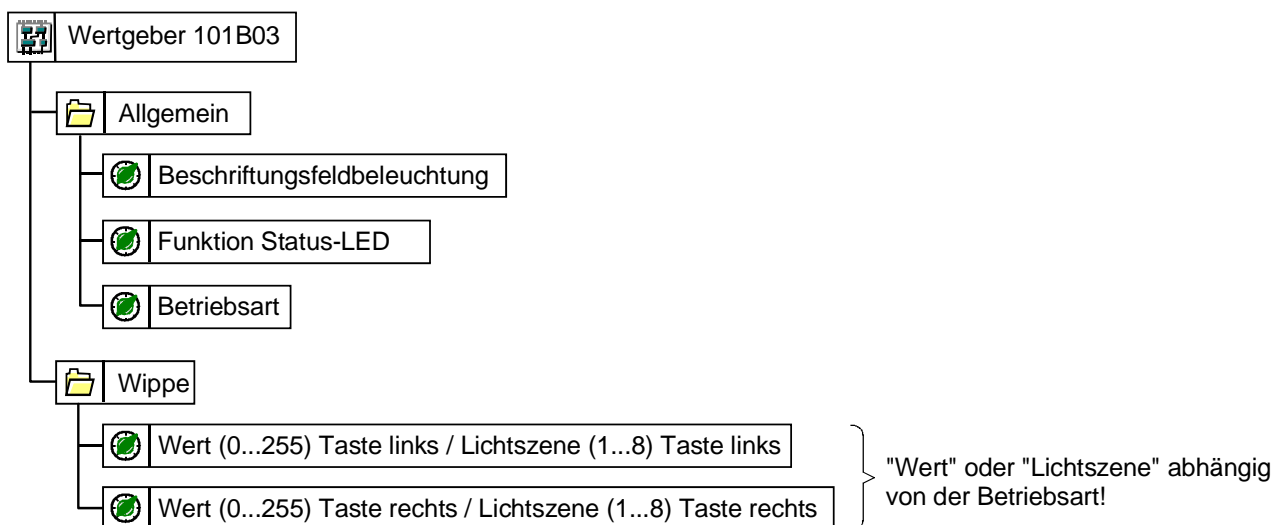 Wertgeber 101B03
Allgemein
Beschriftungsfeldbeleuchtung
Funktion Status-LED
Betriebsart
Wippe
Wert (0...255) Taste links / Lichtszene (1...8) Taste links
Wert (0...255) Taste rechts / Lichtszene (1...8) Taste rechts
"Wert" oder "Lichtszene" abhängig
von der Betriebsart!